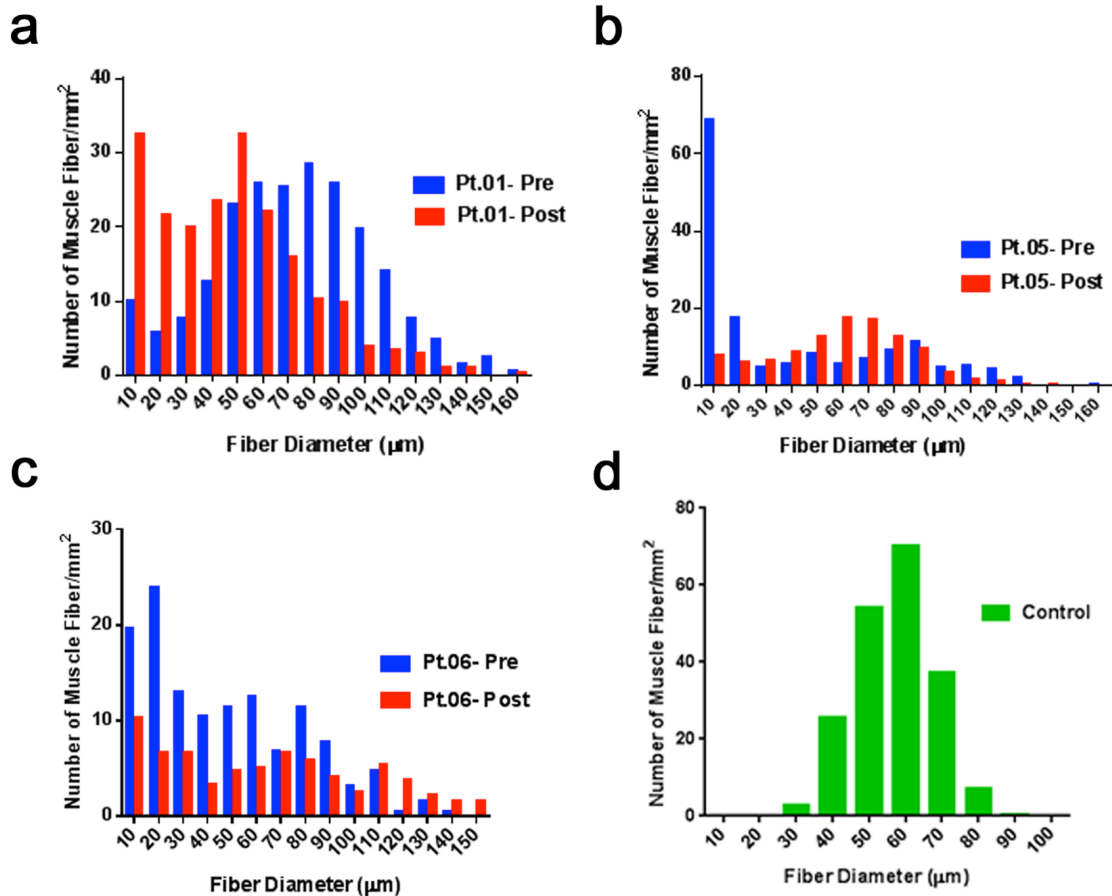 a
Number of Muscle Fiber/mm²
40
30
20
10
0
10 20 30 40 50 60 70 80 90 100 110 120 130 140 150 160
Fiber Diameter (µm)
Pt.01- Pre
Pt.01- Post
b
Number of Muscle Fiber/mm²
80
60
40
20
0
10 20 30 40 50 60 70 80 90 100 110 120 130 140 150 160
Fiber Diameter (µm)
Pt.05- Pre
Pt.05- Post
c
Number of Muscle Fiber/mm²
30
20
10
0
10 20 30 40 50 60 70 80 90 100 110 120 130 140 150
Fiber Diameter (µm)
Pt.06- Pre
Pt.06- Post
d
Number of Muscle Fiber/mm²
80
60
40
20
0
10 20 30 40 50 60 70 80 90 100
Fiber Diameter (µm)
Control